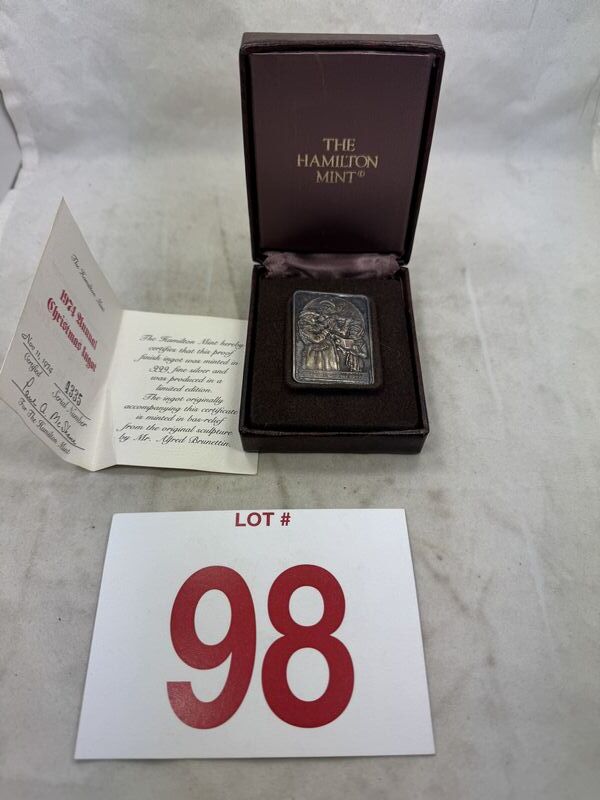 THE
HAMILTON
MINT®
The Hamilton Mint
1974 Annual
Christmas Ingot
Nov 11, 1974
Certified
9335
Serial Number
For The Hamilton Mint
The Hamilton Mint hereby
certifies that this proof
finish ingot was minted in
.999 fine silver and
was produced in a
limited edition.
The ingot originally
accompanying this certificate
is minted in bas-relief
from the original sculpture
by Mr. Alfred Brunettin
LOT #
98